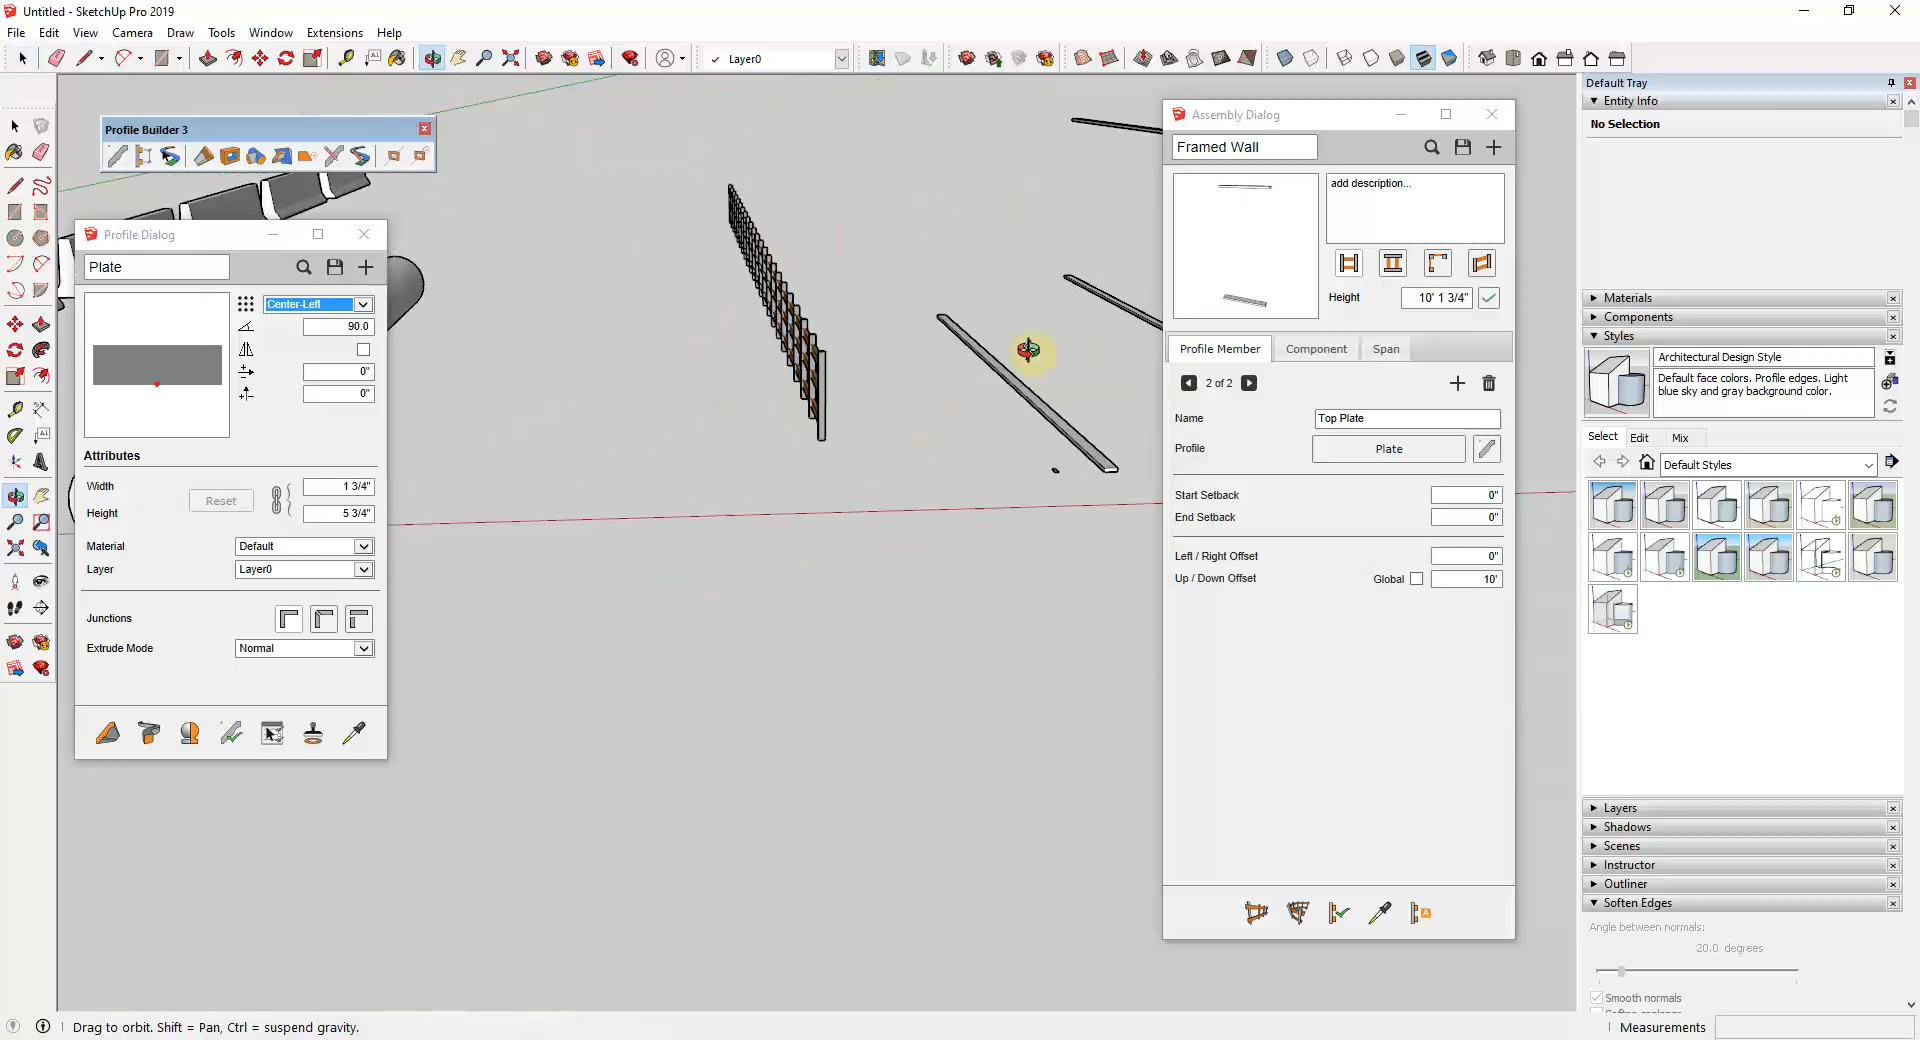 Untitled - SketchUp Pro 2019
File Edit View Camera Draw Tools Window Extensions Help
Layer0
Profile Builder 3
Profile Dialog
Plate
Center-Left
90.0
0"
0"
Attributes
Width 1 3/4"
Reset
Height 5 3/4"
Material Default
Layer Layer0
Junctions
Extrude Mode Normal
Assembly Dialog
Framed Wall
add description...
Height 10' 1 3/4"
Profile Member Component Span
2 of 2
Name Top Plate
Profile Plate
Start Setback 0"
End Setback 0"
Left / Right Offset 0"
Up / Down Offset Global 10'
Default Tray
Entity Info
No Selection
Materials
Components
Styles
Architectural Design Style
Default face colors. Profile edges. Light
blue sky and gray background color.
Select Edit Mix
Default Styles
Layers
Shadows
Scenes
Instructor
Outliner
Soften Edges
Angle between normals:
20.0 degrees
Smooth normals
Drag to orbit. Shift = Pan, Ctrl = suspend gravity.
Measurements